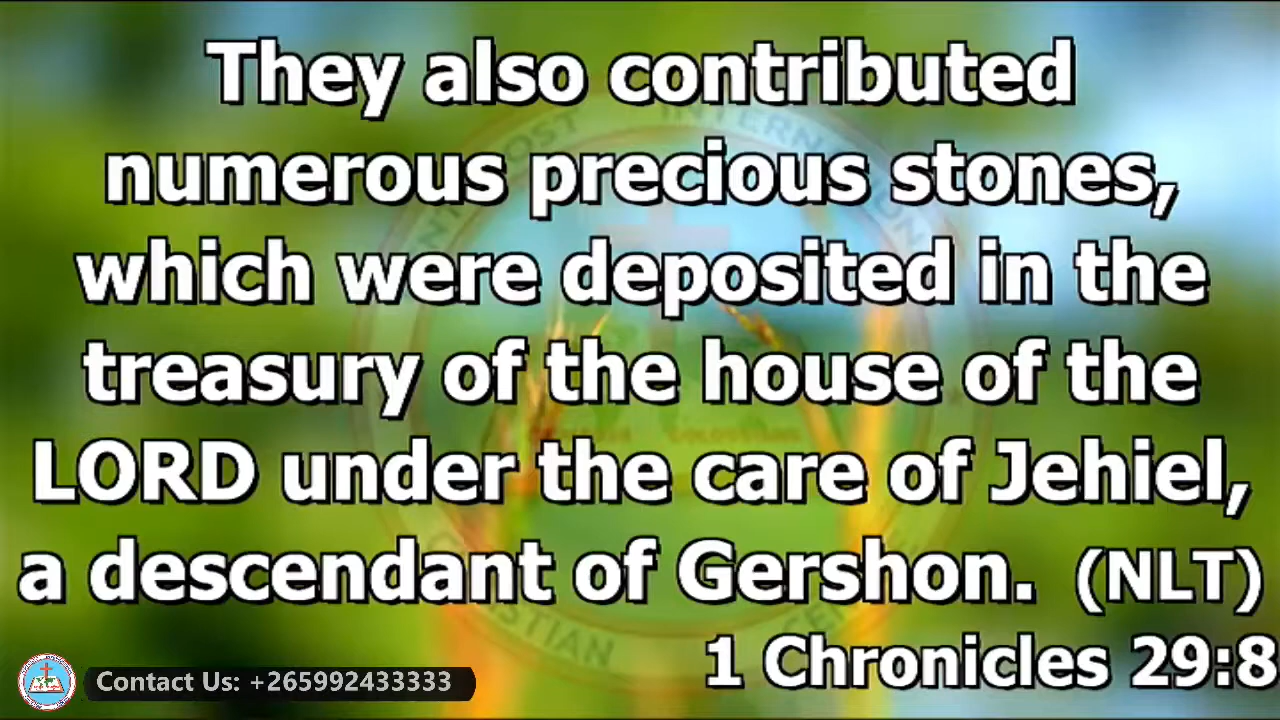 They also contributed
numerous precious stones,
which were deposited in the
treasury of the house of the
LORD under the care of Jehiel,
a descendant of Gershon. (NLT)
1 Chronicles 29:8
Contact Us: +265992433333